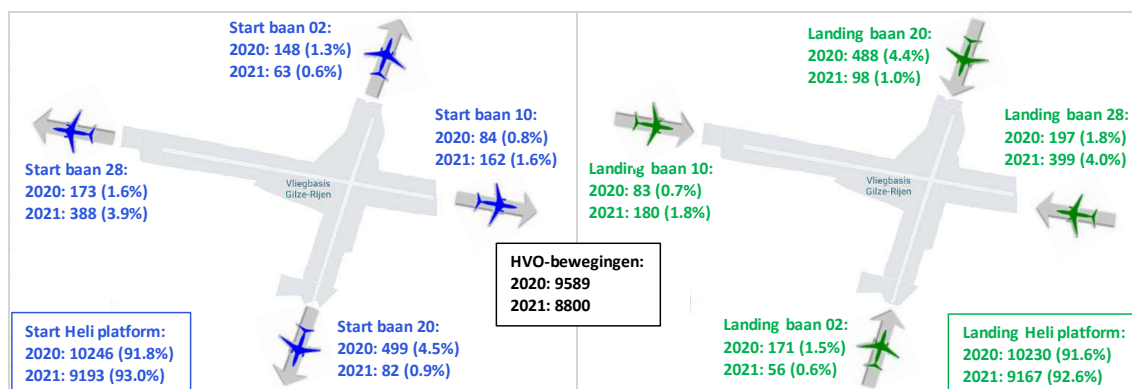 Start baan 02:
2020: 148 (1.3%)
2021: 63 (0.6%)
Start baan 10:
2020: 84 (0.8%)
2021: 162 (1.6%)
Start baan 28:
2020: 173 (1.6%)
2021: 388 (3.9%)
Vliegbasis
Gilze-Rijen
Start baan 20:
2020: 499 (4.5%)
2021: 82 (0.9%)
Start Heli platform:
2020: 10246 (91.8%)
2021: 9193 (93.0%)
HVO-bewegingen:
2020: 9589
2021: 8800
Landing baan 20:
2020: 488 (4.4%)
2021: 98 (1.0%)
Landing baan 28:
2020: 197 (1.8%)
2021: 399 (4.0%)
Landing baan 10:
2020: 83 (0.7%)
2021: 180 (1.8%)
Vliegbasis
Gilze-Rijen
Landing baan 02:
2020: 171 (1.5%)
2021: 56 (0.6%)
Landing Heli platform:
2020: 10230 (91.6%)
2021: 9167 (92.6%)